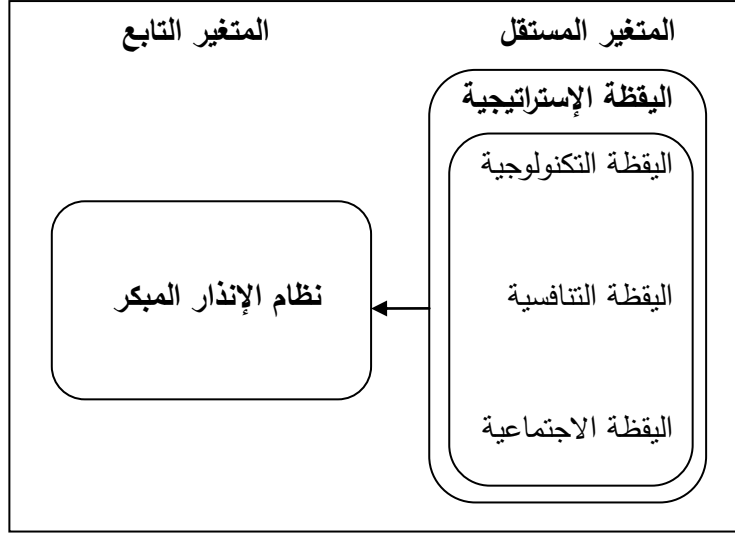 المتغير المستقل
المتغير التابع
اليقظة الإستراتيجية
اليقظة التكنولوجية
اليقظة التنافسية
اليقظة الاجتماعية
نظام الإنذار المبكر